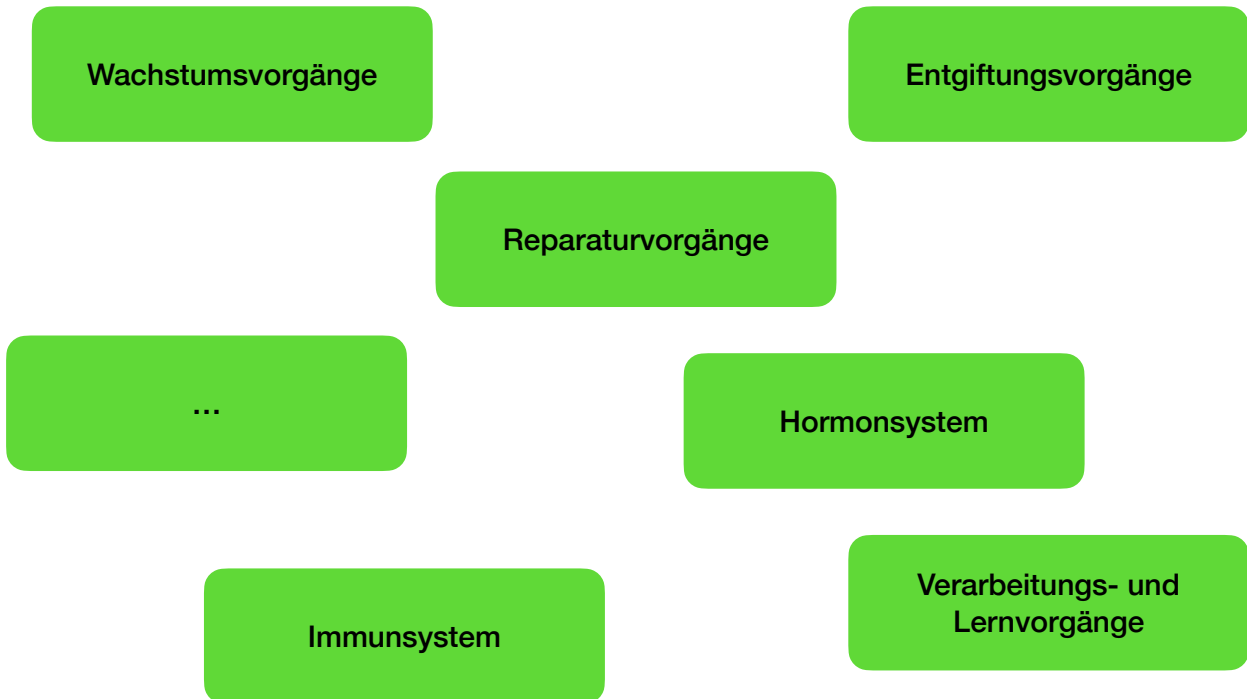 Wachstumsvorgänge
Entgiftungsvorgänge
Reparaturvorgänge
...
Hormonsystem
Verarbeitungs- und
Lernvorgänge
Immunsystem